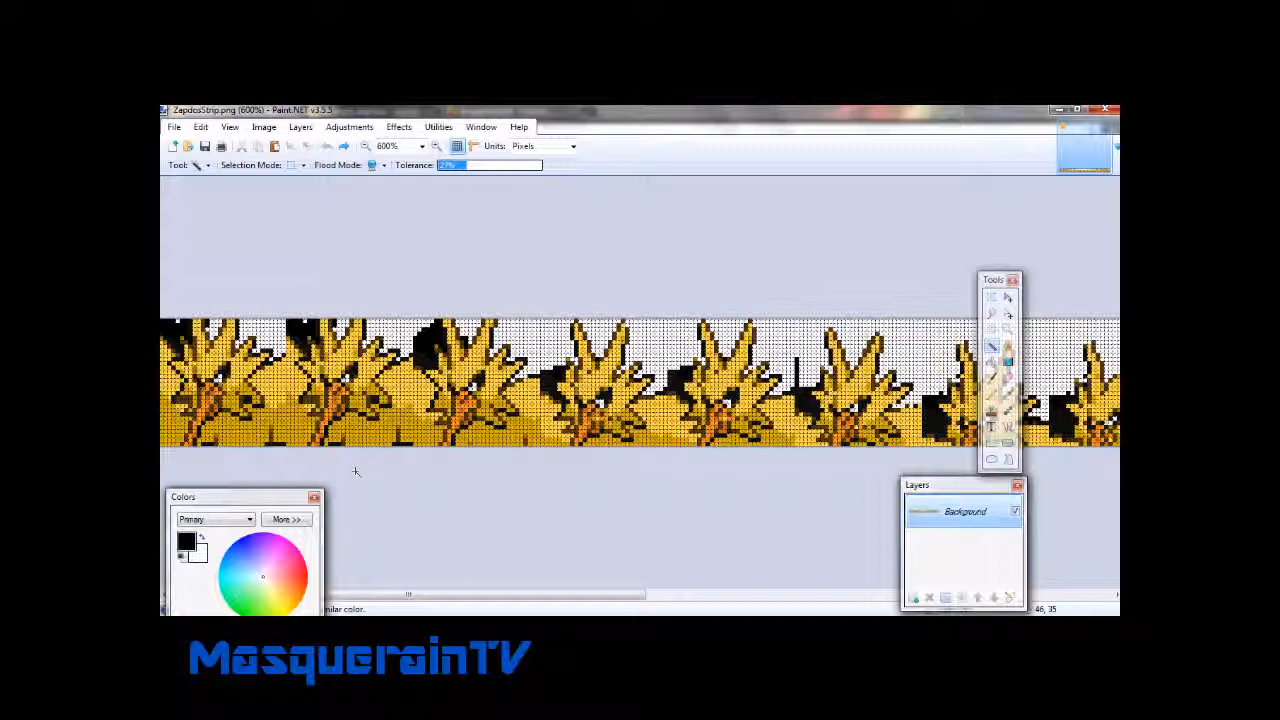 ZapdosStrip.png (600%) - Paint.NET v3.5.5
File Edit View Image Layers Adjustments Effects Utilities Window Help
600% Units: Pixels
Tool: Selection Mode: Flood Mode: Tolerance: 27%
Tools
Layers
Background
Colors
Primary More >>
milar color.
46, 35
MasquerainTV